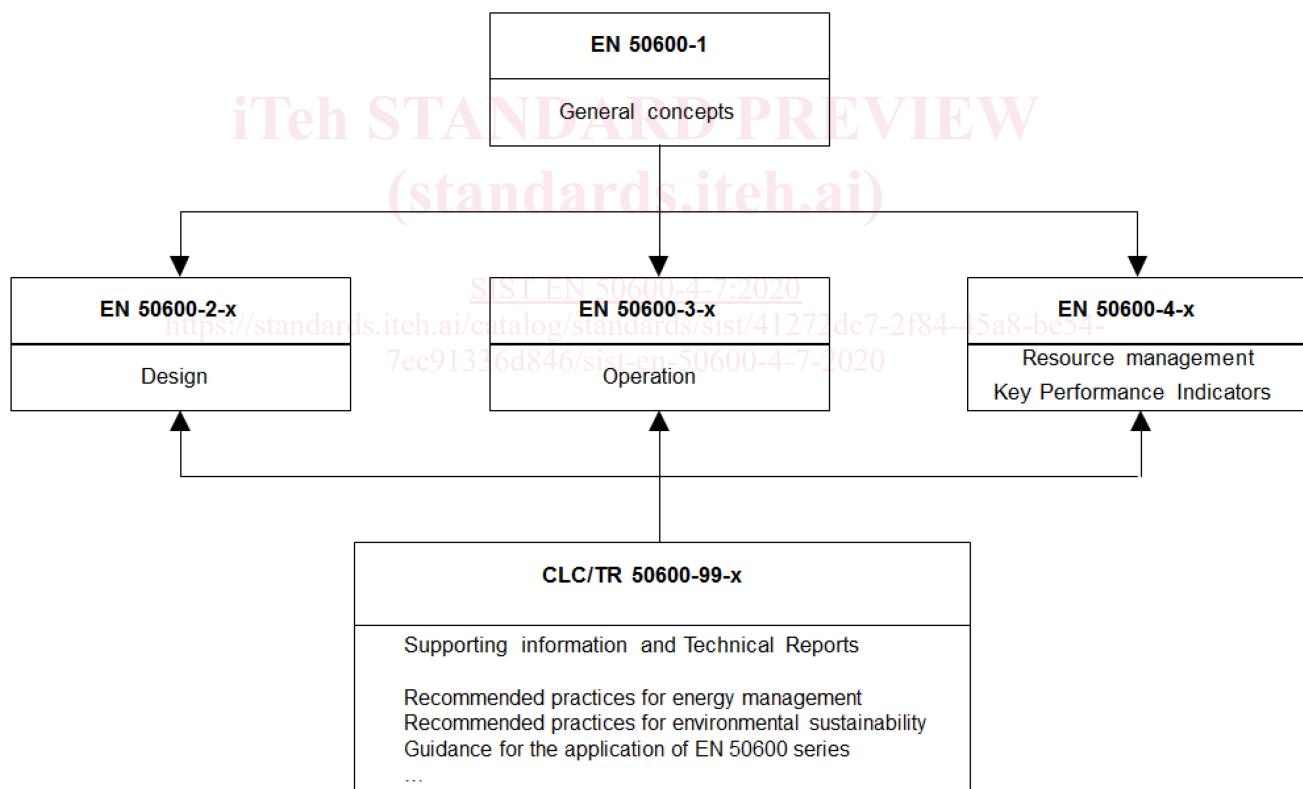 EN 50600-1
General concepts
iTeh STANDARD PREVIEW
(standards.iteh.ai)
SIST EN 50600-4-7:2020
https://standards.iteh.ai/catalog/standards/sist/41272dc7-2f84-45a8-be54-
7ec91336d846/sist-en-50600-4-7-2020
EN 50600-2-x
Design
EN 50600-3-x
Operation
EN 50600-4-x
Resource management
Key Performance Indicators
CLC/TR 50600-99-x
Supporting information and Technical Reports
Recommended practices for energy management
Recommended practices for environmental sustainability
Guidance for the application of EN 50600 series
...